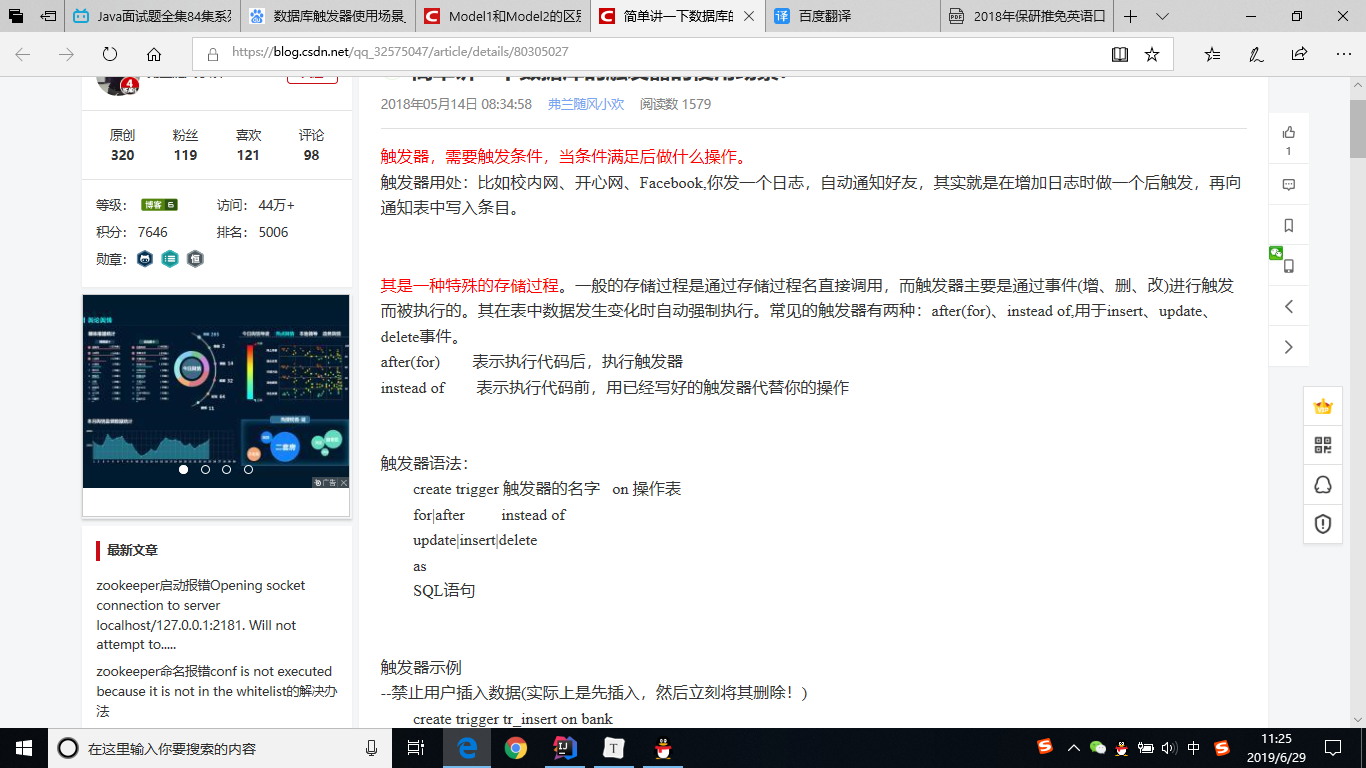 Java面试题全集84集系列
数据库触发器使用场景_
Model1和Model2的区别
简单讲一下数据库的
百度翻译
2018年保研推免英语口
https://blog.csdn.net/qq_32575047/article/details/80305027
2018年05月14日 08:34:58 弗兰随风小欢 阅读数 1579
原创 粉丝 喜欢 评论
320 119 121 98
等级： 博客 6 访问： 44万+
积分： 7646 排名： 5006
勋章： 恒
广告
最新文章
zookeeper启动报错Opening socket
connection to server
localhost/127.0.0.1:2181. Will not
attempt to.....
zookeeper命名报错conf is not executed
because it is not in the whitelist的解决办
法
触发器，需要触发条件，当条件满足后做什么操作。
触发器用处：比如校内网、开心网、Facebook,你发一个日志，自动通知好友，其实就是在增加日志时做一个后触发，再向
通知表中写入条目。
其是一种特殊的存储过程。一般的存储过程是通过存储过程名直接调用，而触发器主要是通过事件(增、删、改)进行触发
而被执行的。其在表中数据发生变化时自动强制执行。常见的触发器有两种：after(for)、instead of,用于insert、update、
delete事件。
after(for) 表示执行代码后，执行触发器
instead of 表示执行代码前，用已经写好的触发器代替你的操作
触发器语法：
create trigger 触发器的名字 on 操作表
for|after instead of
update|insert|delete
as
SQL语句
触发器示例
--禁止用户插入数据(实际上是先插入，然后立刻将其删除！)
create trigger tr_insert on bank
1
VIP
在这里输入你要搜索的内容
中
11:25
2019/6/29